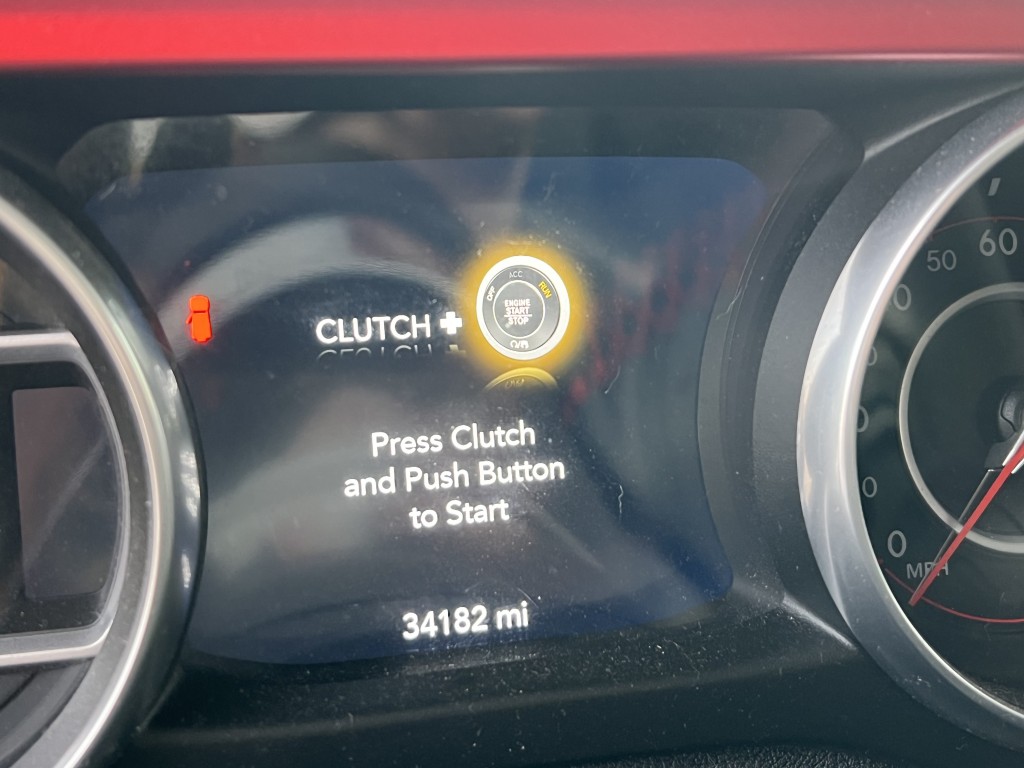 CLUTCH +
ACC
OFF
RUN
ENGINE
START
STOP
Press Clutch
and Push Button
to Start
34182 mi
50
60
0
MPH